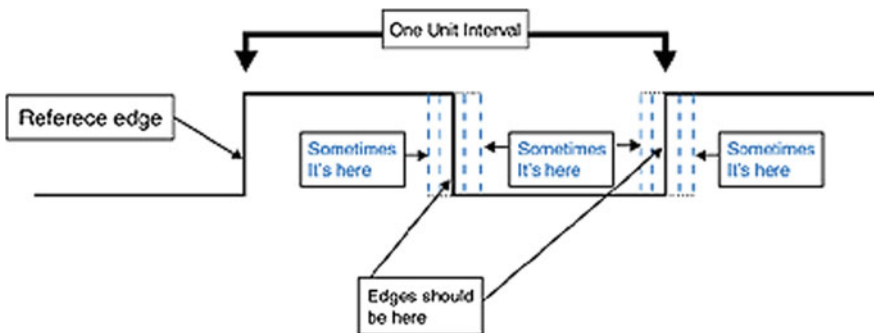 One Unit Interval
Referece edge
Sometimes
It's here
Sometimes
It's here
Sometimes
It's here
Edges should
be here